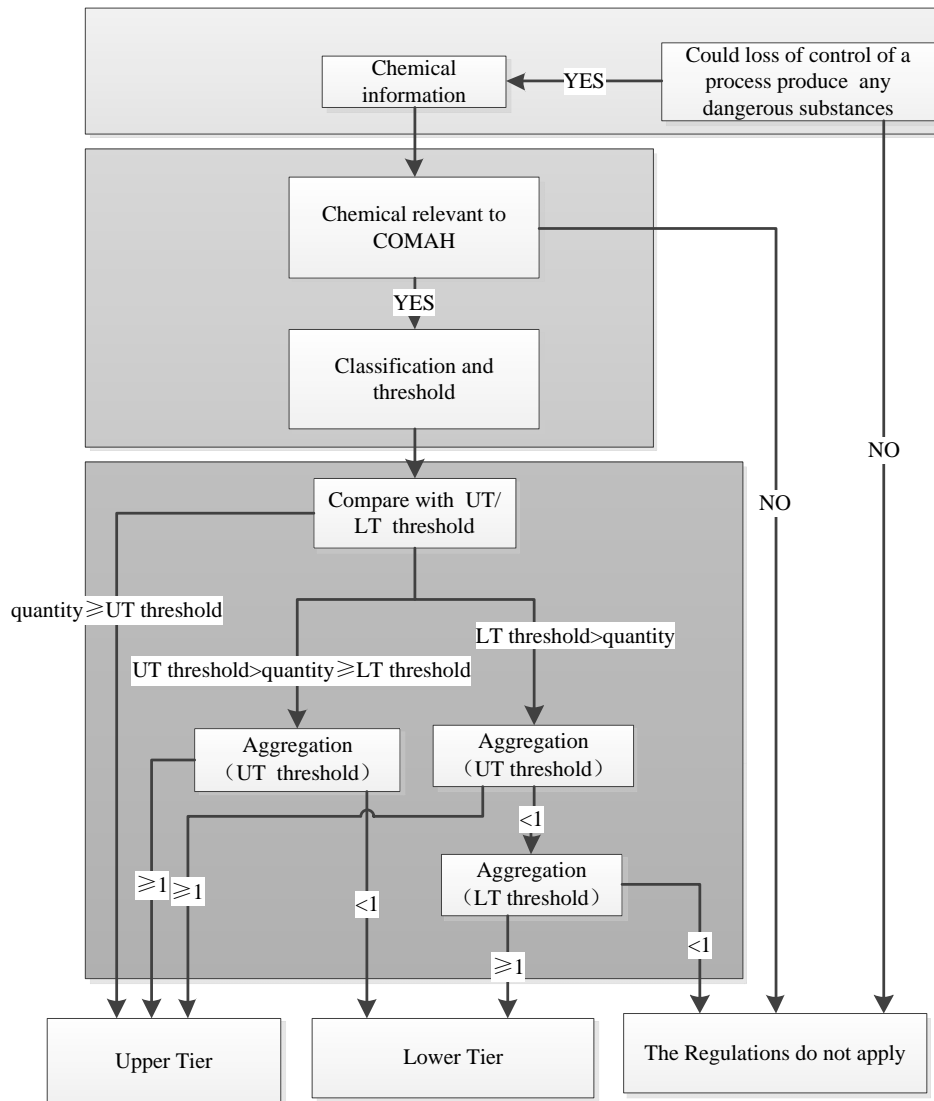 Could loss of control of a
process produce any
dangerous substances
YES
Chemical
information
Chemical relevant to
COMAH
YES
Classification and
threshold
NO
NO
Compare with UT/
LT threshold
quantity≥UT threshold
LT threshold>quantity
UT threshold>quantity≥LT threshold
Aggregation
（UT threshold）
Aggregation
（UT threshold）
<1
Aggregation
（LT threshold）
≥1
≥1
<1
≥1
<1
Upper Tier
Lower Tier
The Regulations do not apply